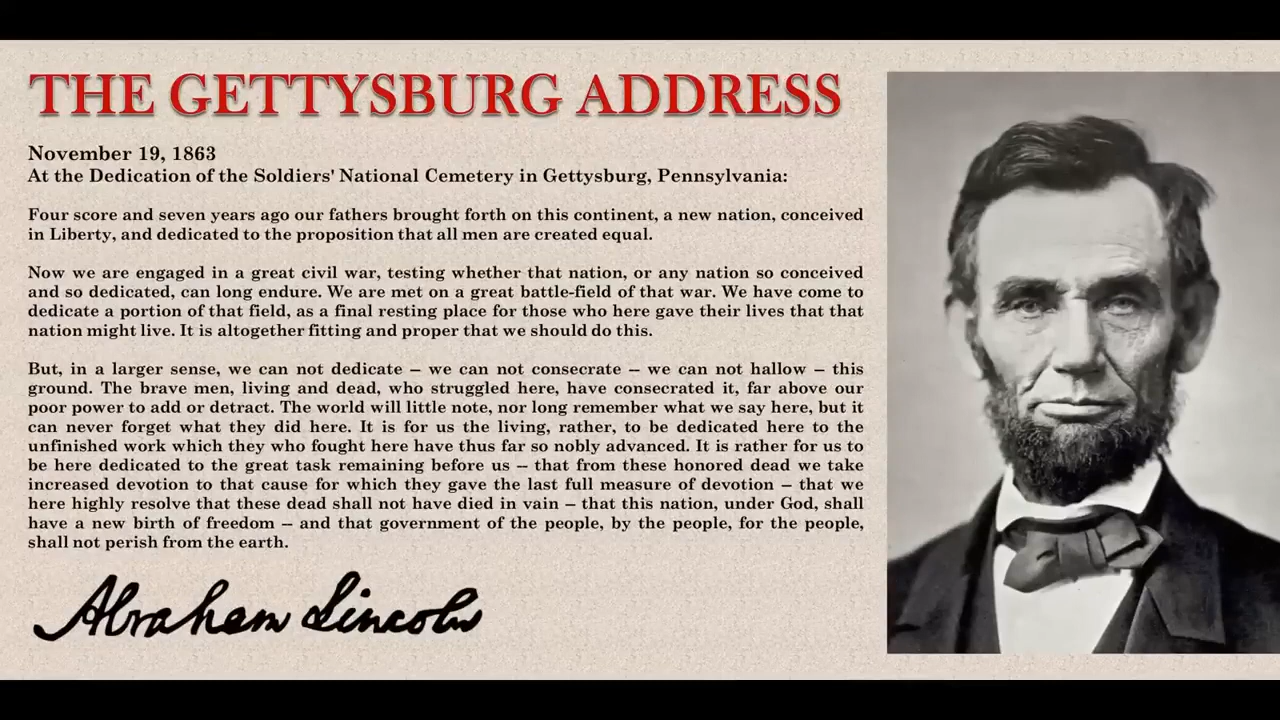 THE GETTYSBURG ADDRESS
November 19, 1863
At the Dedication of the Soldiers' National Cemetery in Gettysburg, Pennsylvania:
Four score and seven years ago our fathers brought forth on this continent, a new nation, conceived
in Liberty, and dedicated to the proposition that all men are created equal.
Now we are engaged in a great civil war, testing whether that nation, or any nation so conceived
and so dedicated, can long endure. We are met on a great battle-field of that war. We have come to
dedicate a portion of that field, as a final resting place for those who here gave their lives that that
nation might live. It is altogether fitting and proper that we should do this.
But, in a larger sense, we can not dedicate – we can not consecrate – we can not hallow – this
ground. The brave men, living and dead, who struggled here, have consecrated it, far above our
poor power to add or detract. The world will little note, nor long remember what we say here, but it
can never forget what they did here. It is for us the living, rather, to be dedicated here to the
unfinished work which they who fought here have thus far so nobly advanced. It is rather for us to
be here dedicated to the great task remaining before us – that from these honored dead we take
increased devotion to that cause for which they gave the last full measure of devotion – that we
here highly resolve that these dead shall not have died in vain – that this nation, under God, shall
have a new birth of freedom – and that government of the people, by the people, for the people,
shall not perish from the earth.
Abraham Lincoln